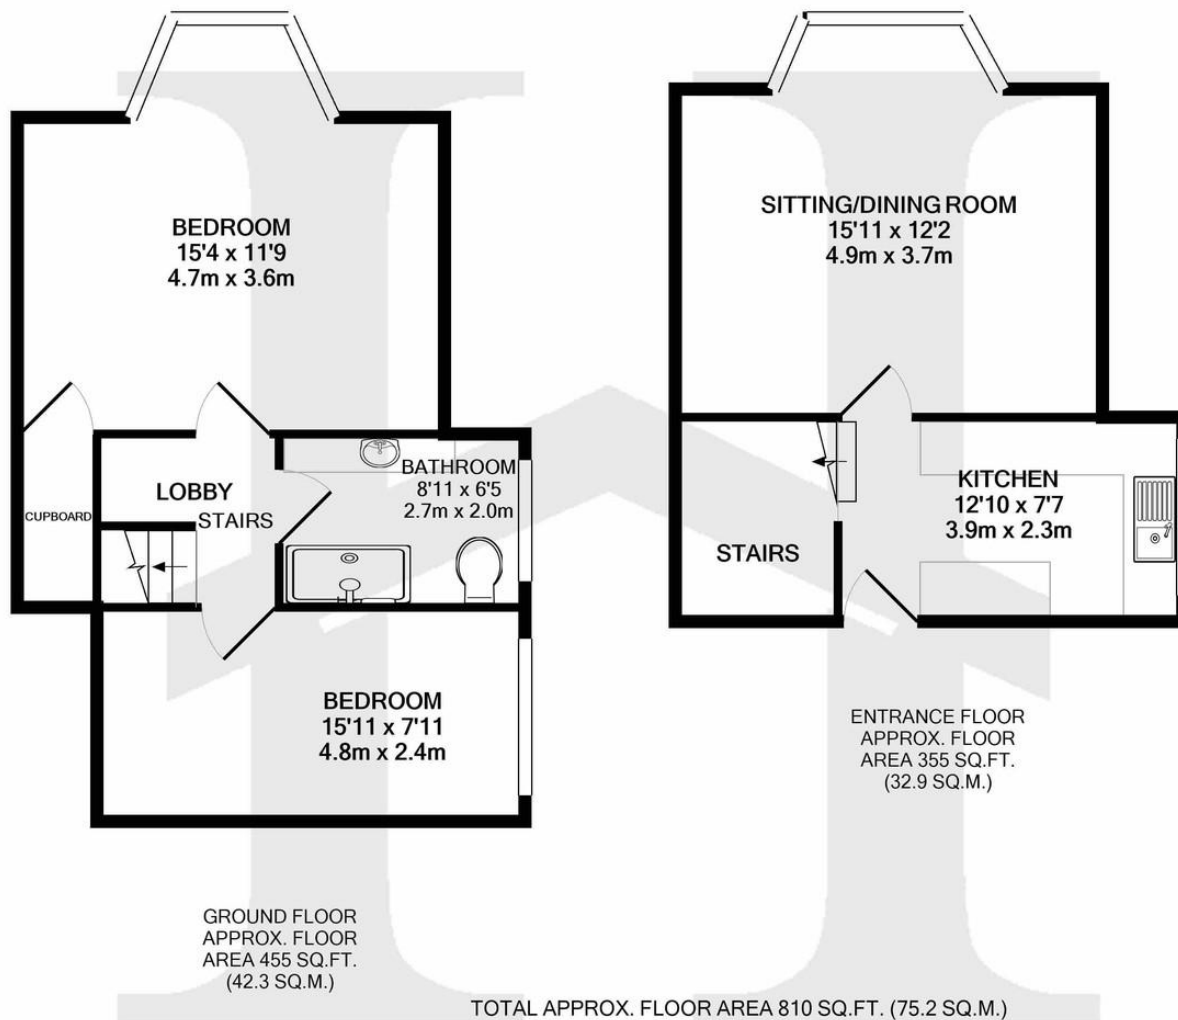 BEDROOM
15'4 x 11'9
4.7m x 3.6m
CUPBOARD
LOBBY
STAIRS
BATHROOM
8'11 x 6'5
2.7m x 2.0m
BEDROOM
15'11 x 7'11
4.8m x 2.4m
GROUND FLOOR
APPROX. FLOOR
AREA 455 SQ.FT.
(42.3 SQ.M.)
SITTING/DINING ROOM
15'11 x 12'2
4.9m x 3.7m
KITCHEN
12'10 x 7'7
3.9m x 2.3m
STAIRS
ENTRANCE FLOOR
APPROX. FLOOR
AREA 355 SQ.FT.
(32.9 SQ.M.)
TOTAL APPROX. FLOOR AREA 810 SQ.FT. (75.2 SQ.M.)